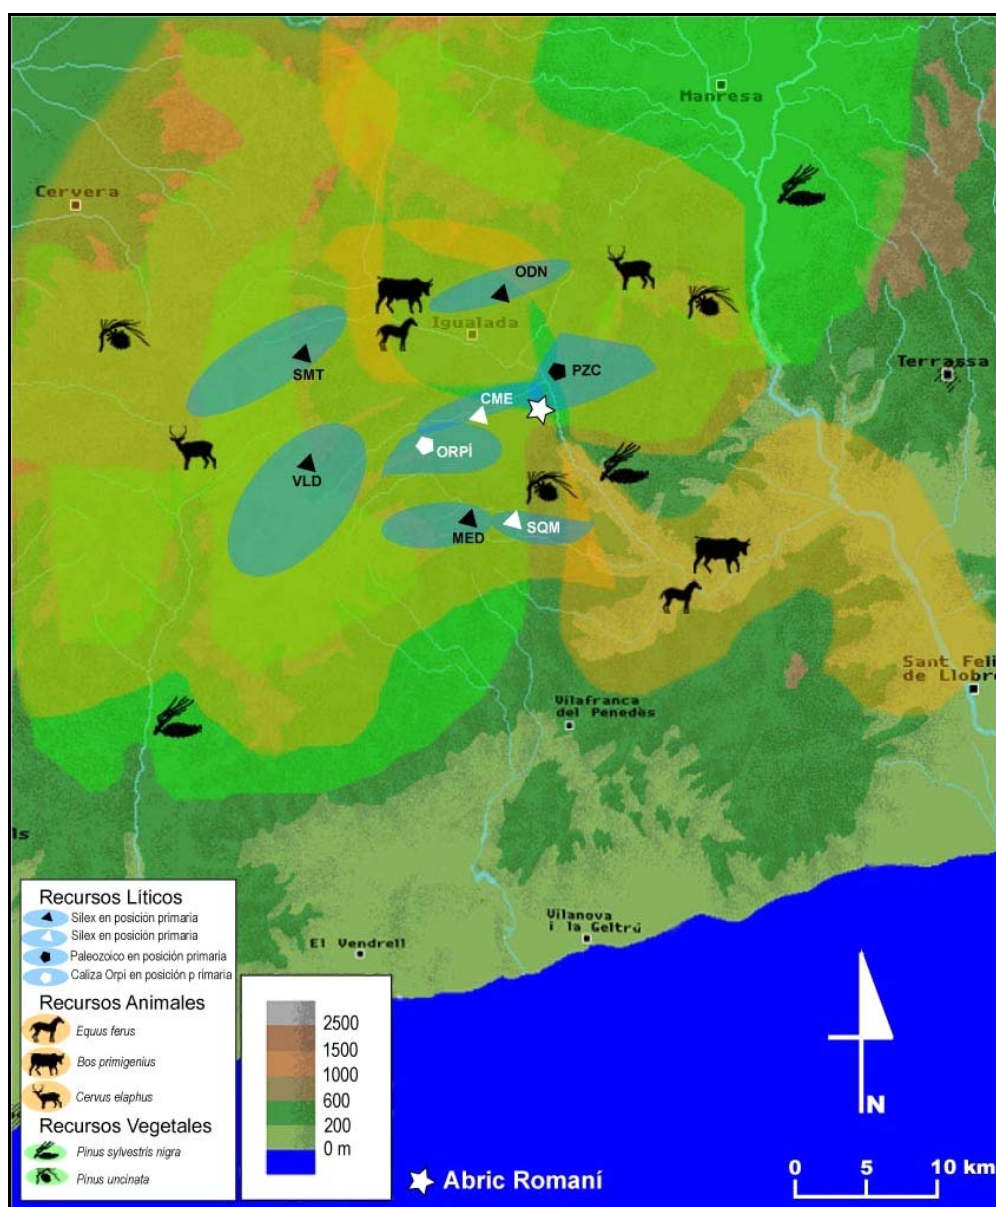 Manresa
Cervera
ODN
Igualada
Terrassa
PZC
SMT
CME
ORPÍ
VLD
MED
SQM
Sant Feli
de Llobre
Vilafranca
del Penedès
ls
Vilanova
i la Geltrú
El Vendrell
Recursos Líticos
Silex en posición primaria
Silex en posición primaria
Paleozoico en posición primaria
Caliza Orpi en posición p rimaria
Recursos Animales
Equus ferus
Bos primigenius
Cervus elaphus
Recursos Vegetales
Pinus sylvestris nigra
Pinus uncinata
2500
1500
1000
600
200
0 m
N
Abric Romaní
0 5 10 km